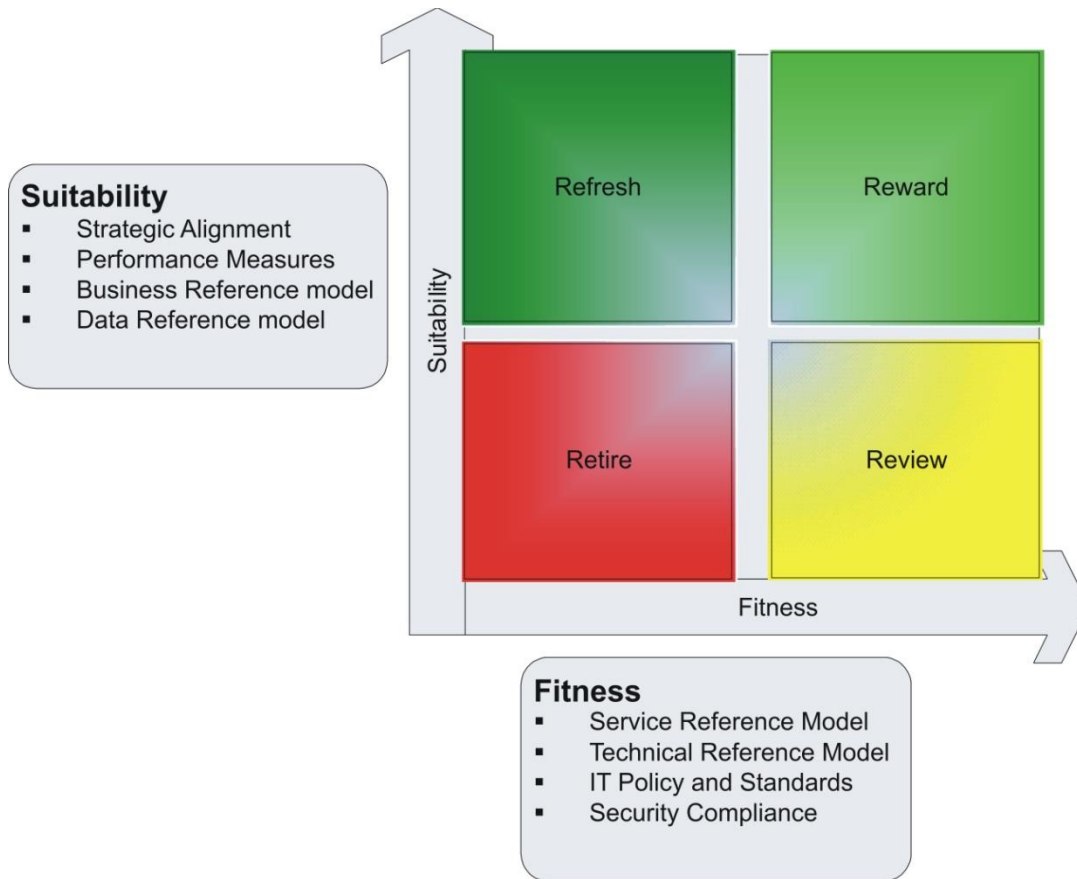 Refresh
Reward
Suitability
▪ Strategic Alignment
▪ Performance Measures
▪ Business Reference model
▪ Data Reference model
Suitability
Retire
Review
Fitness
Fitness
▪ Service Reference Model
▪ Technical Reference Model
▪ IT Policy and Standards
▪ Security Compliance